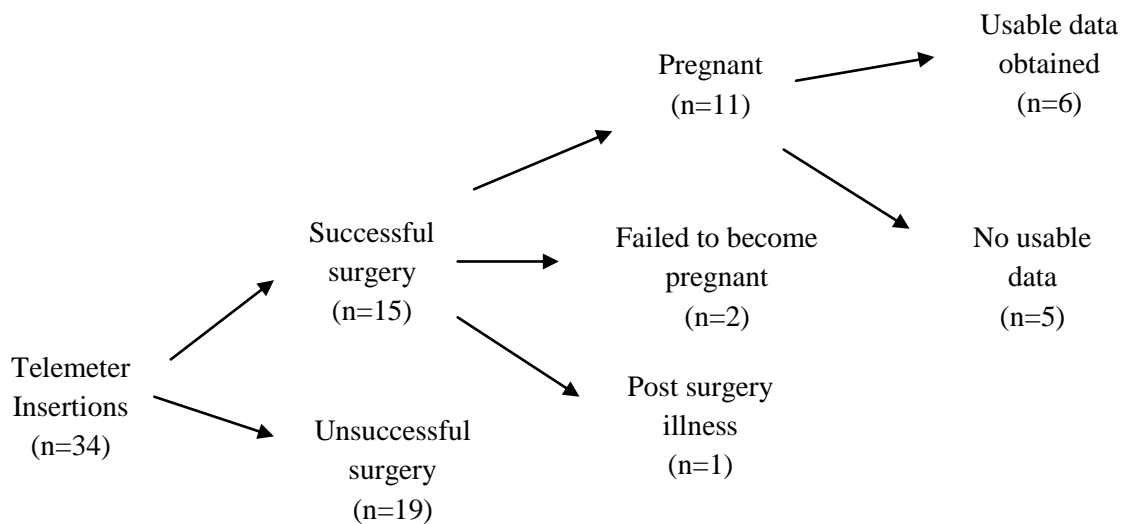 Telemeter
Insertions
(n=34)
Successful
surgery
(n=15)
Unsuccessful
surgery
(n=19)
Pregnant
(n=11)
Failed to become
pregnant
(n=2)
Post surgery
illness
(n=1)
Usable data
obtained
(n=6)
No usable
data
(n=5)